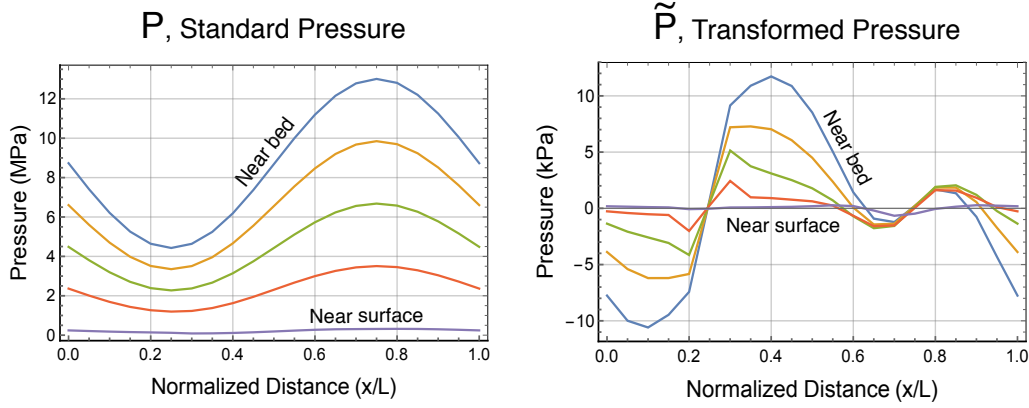 P, Standard Pressure
Pressure (MPa)
12
10
8
6
4
2
0
Near bed
Near surface
0.0 0.2 0.4 0.6 0.8 1.0
Normalized Distance (x/L)
P̃, Transformed Pressure
Pressure (kPa)
10
5
0
−5
−10
Near bed
Near surface
0.0 0.2 0.4 0.6 0.8 1.0
Normalized Distance (x/L)